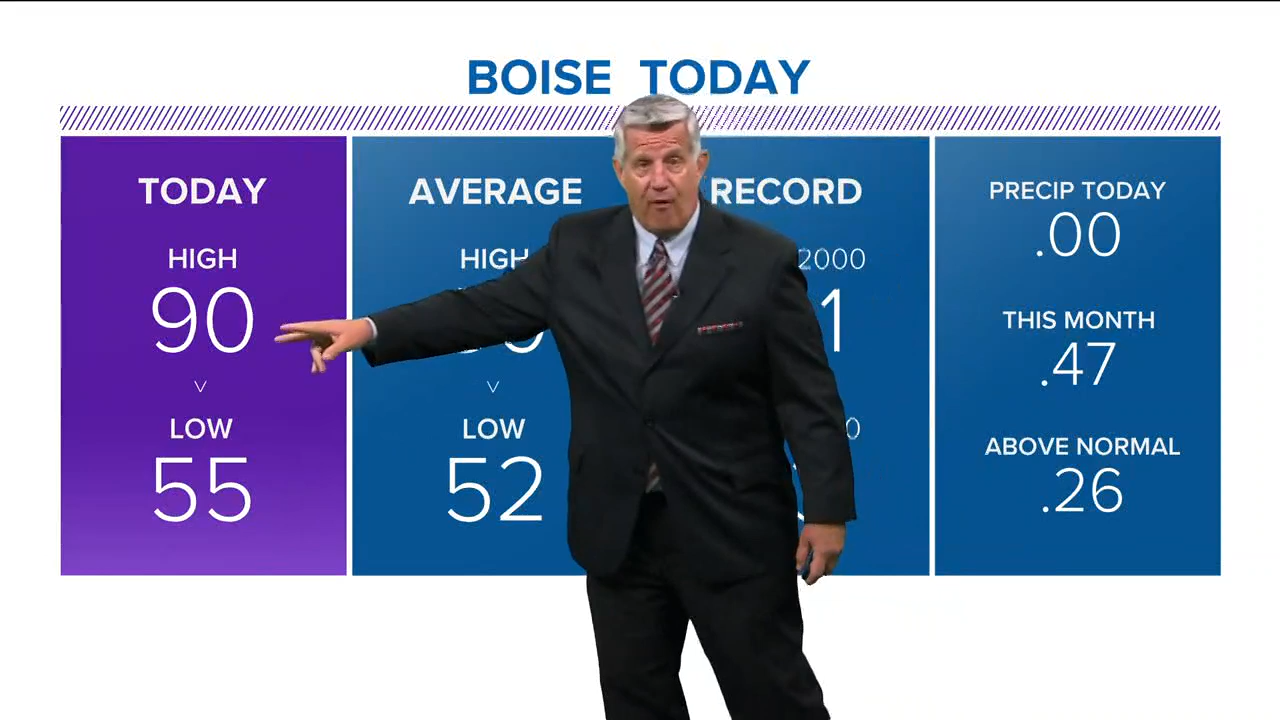 BOISE TODAY
TODAY
HIGH
90
LOW
55
AVERAGE
HIGH
LOW
52
RECORD
2000
PRECIP TODAY
.00
THIS MONTH
.47
ABOVE NORMAL
.26